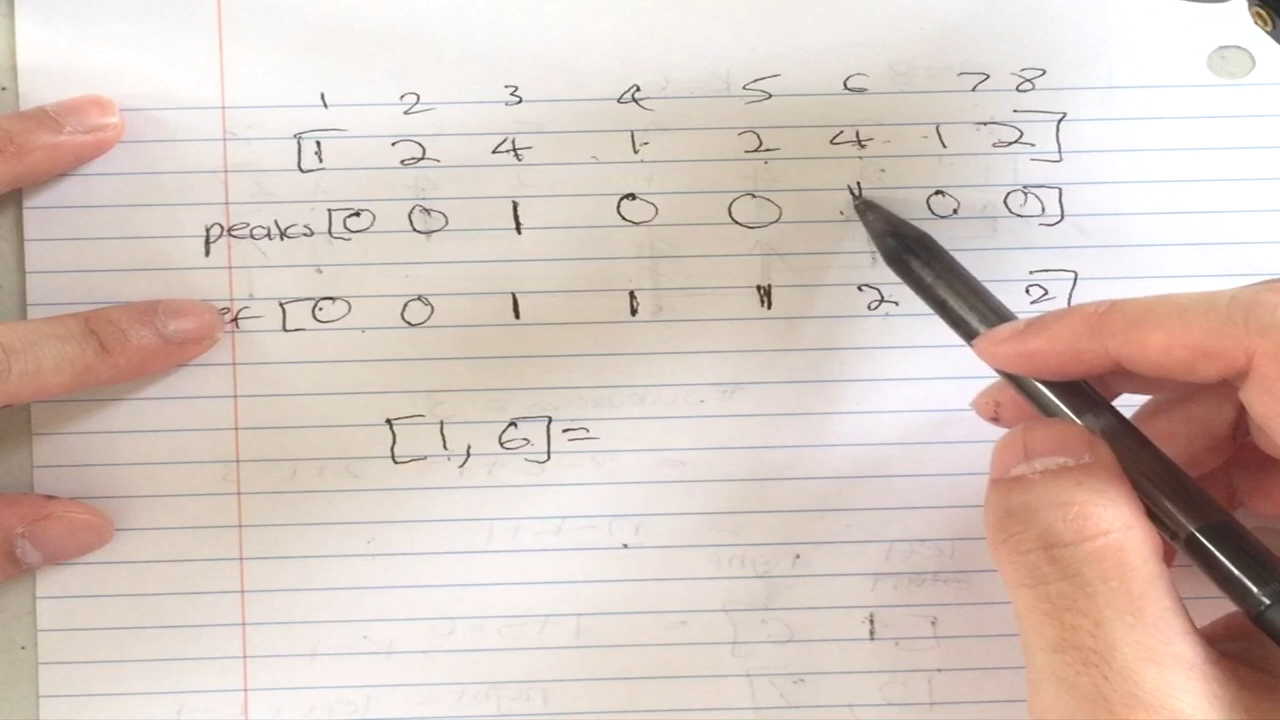 1 2 3 4 5 6 7 8
[1 2 4 1 2 4 1 2]
peaks [0 0 1 0 0 1 0 0]
[0 0 1 1 1 2 2]
[1, 6] =